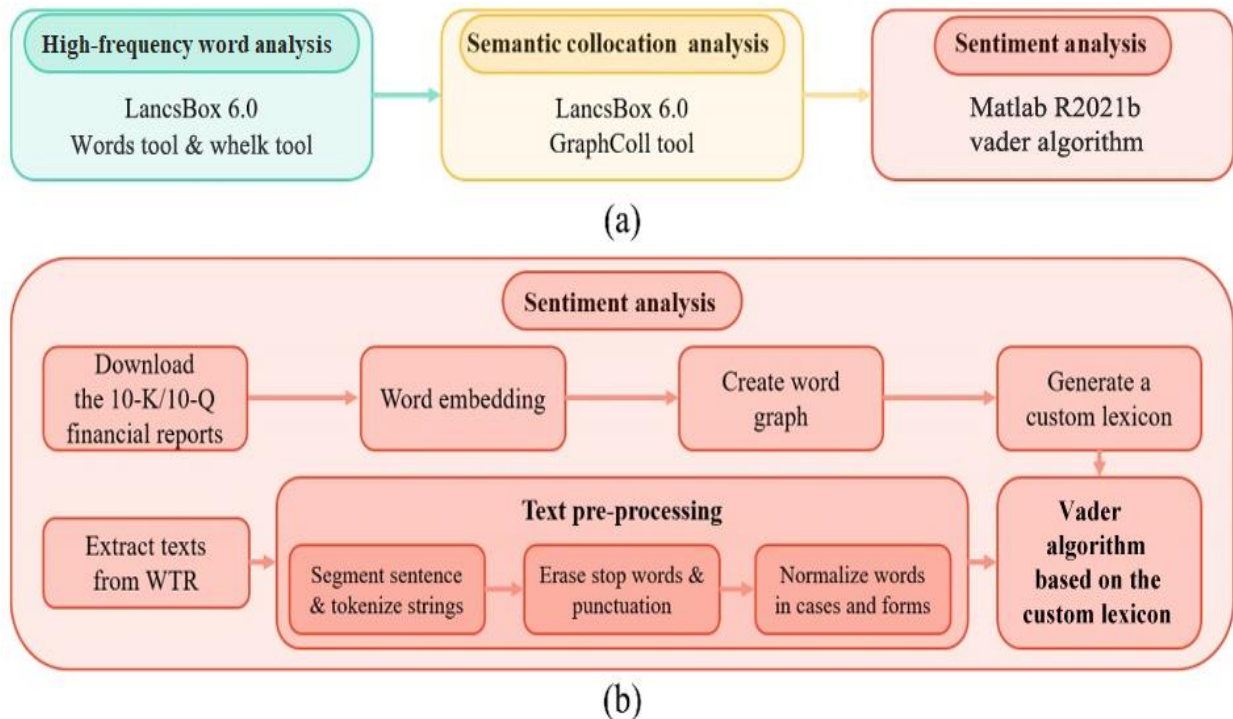 High-frequency word analysis
LancsBox 6.0
Words tool & whelk tool
Semantic collocation analysis
LancsBox 6.0
GraphColl tool
Sentiment analysis
Matlab R2021b
vader algorithm
(a)
Sentiment analysis
Download
the 10-K/10-Q
financial reports
Word embedding
Create word
graph
Generate a
custom lexicon
Extract texts
from WTR
Text pre-processing
Segment sentence
& tokenize strings
Erase stop words &
punctuation
Normalize words
in cases and forms
Vader
algorithm
based on the
custom lexicon
(b)